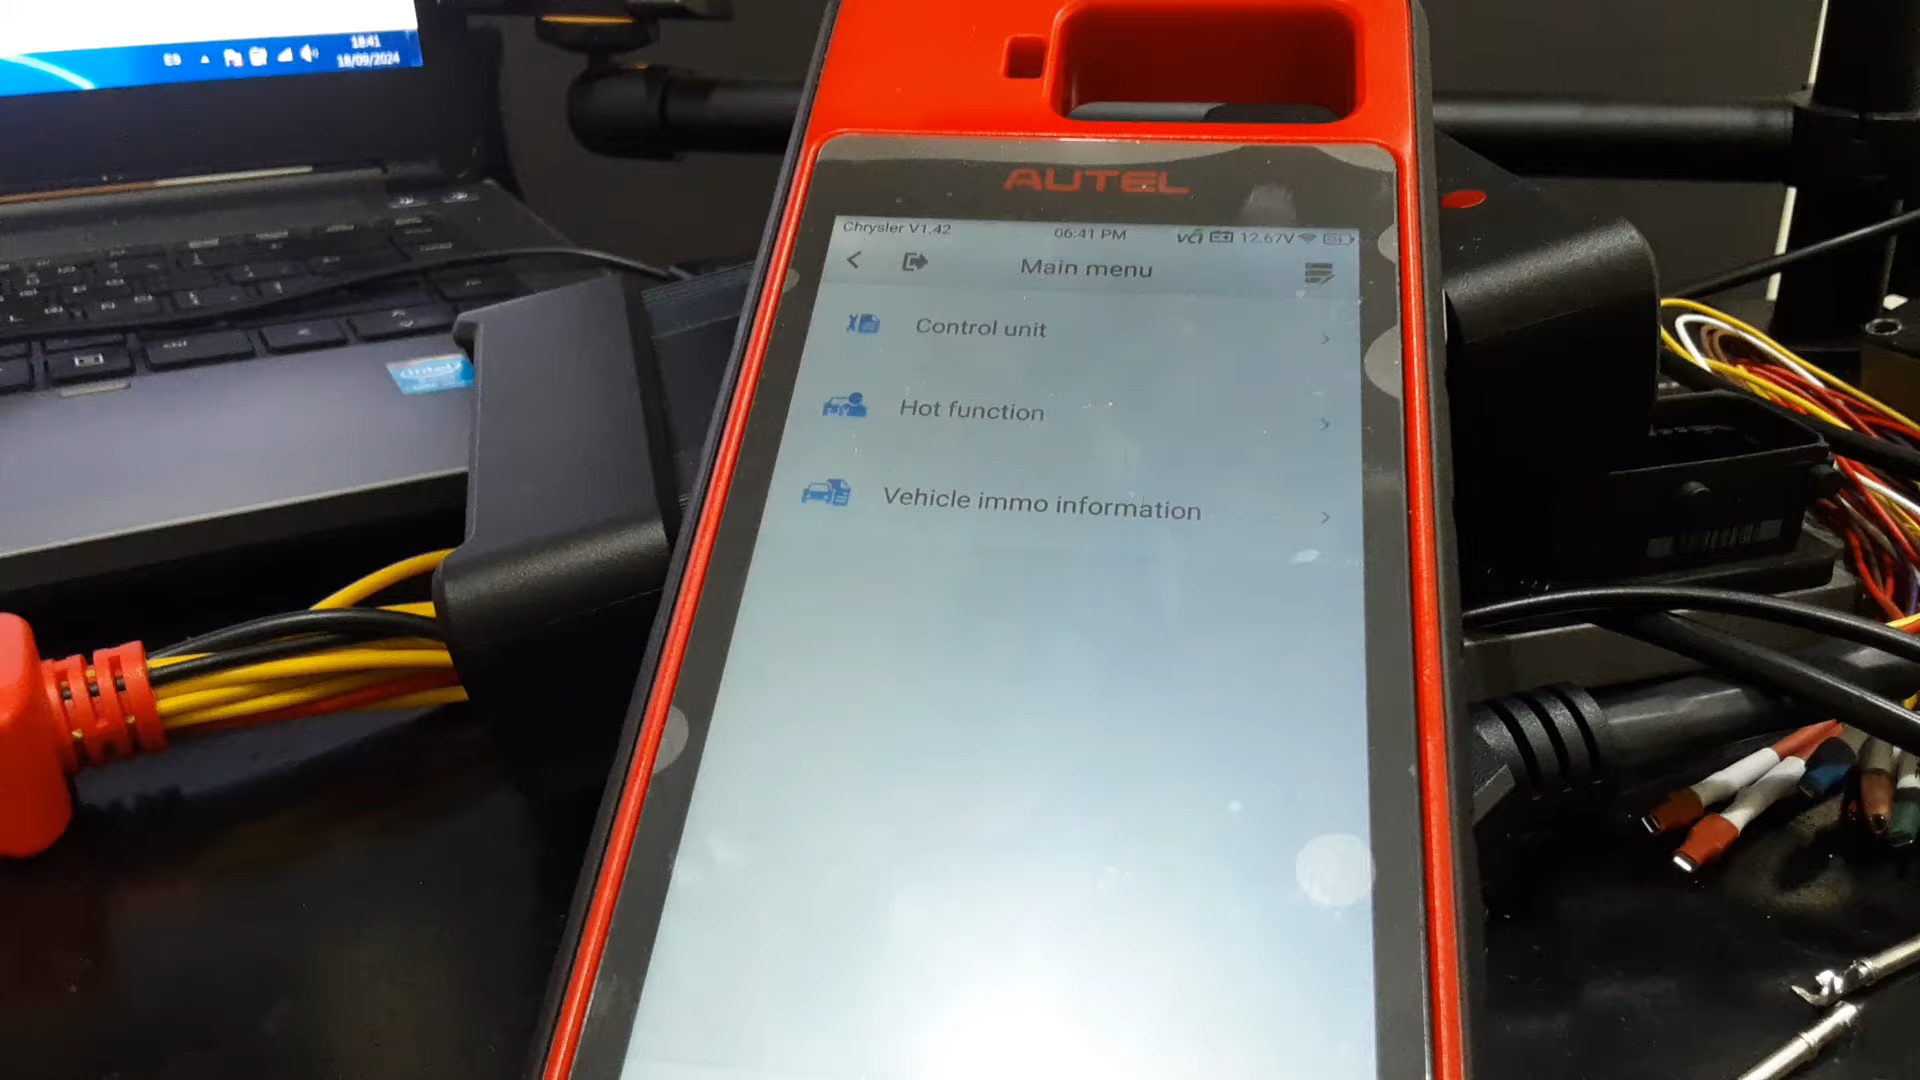 18:41
ES
18/09/2024
AUTEL
Chrysler V1.42
06:41 PM
VCI
12.67V
Main menu
Control unit
Hot function
Vehicle immo information
intel